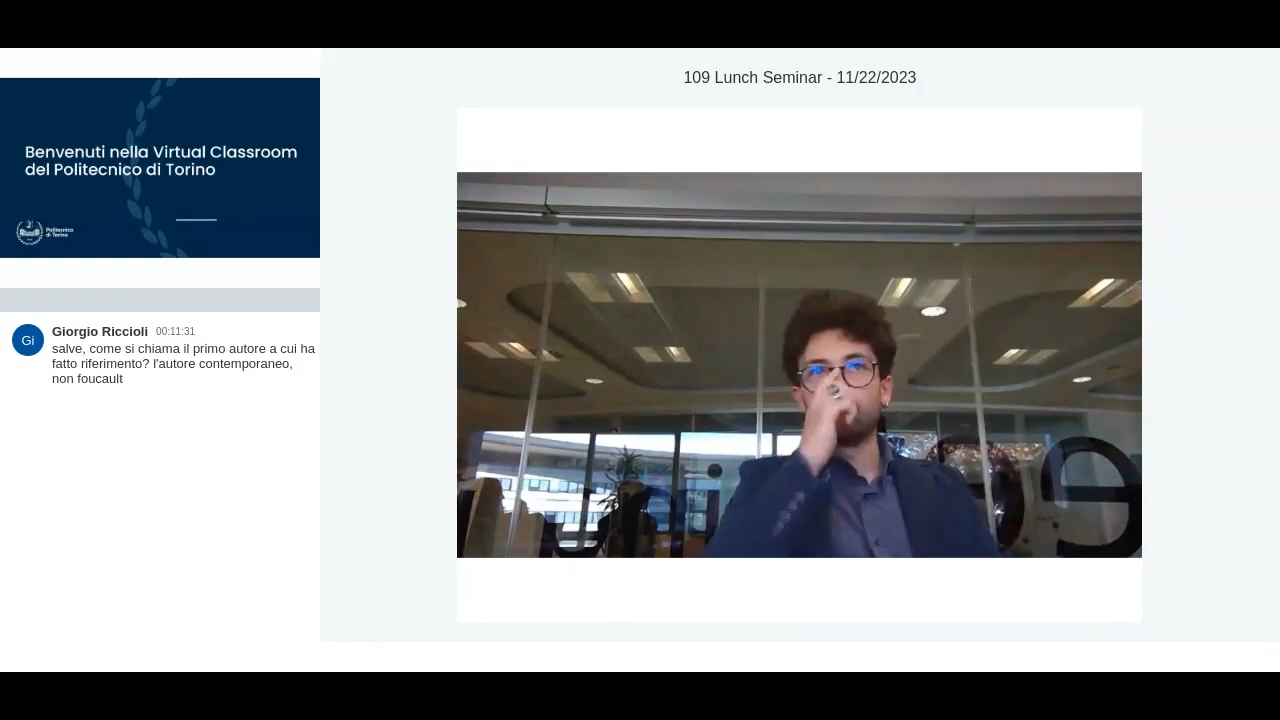 109 Lunch Seminar - 11/22/2023
Benvenuti nella Virtual Classroom
del Politecnico di Torino
Politecnico
di Torino
Gi
Giorgio Riccioli 00:11:31
salve, come si chiama il primo autore a cui ha
fatto riferimento? l'autore contemporaneo,
non foucault